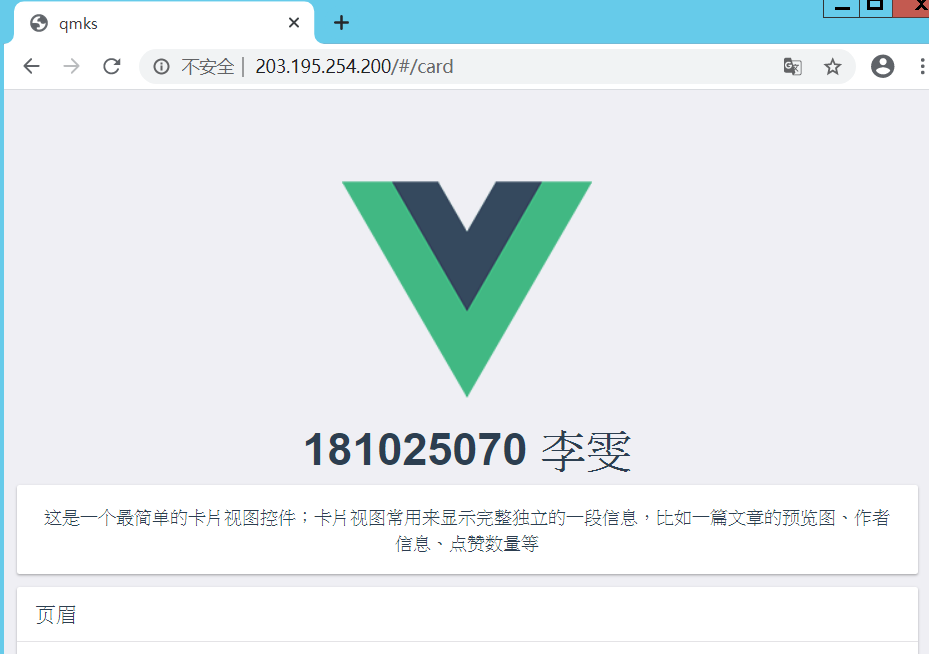 qmks
不安全 203.195.254.200/#/card
181025070 李雯
这是一个最简单的卡片视图控件；卡片视图常用来显示完整独立的一段信息，比如一篇文章的预览图、作者
信息、点赞数量等
页眉